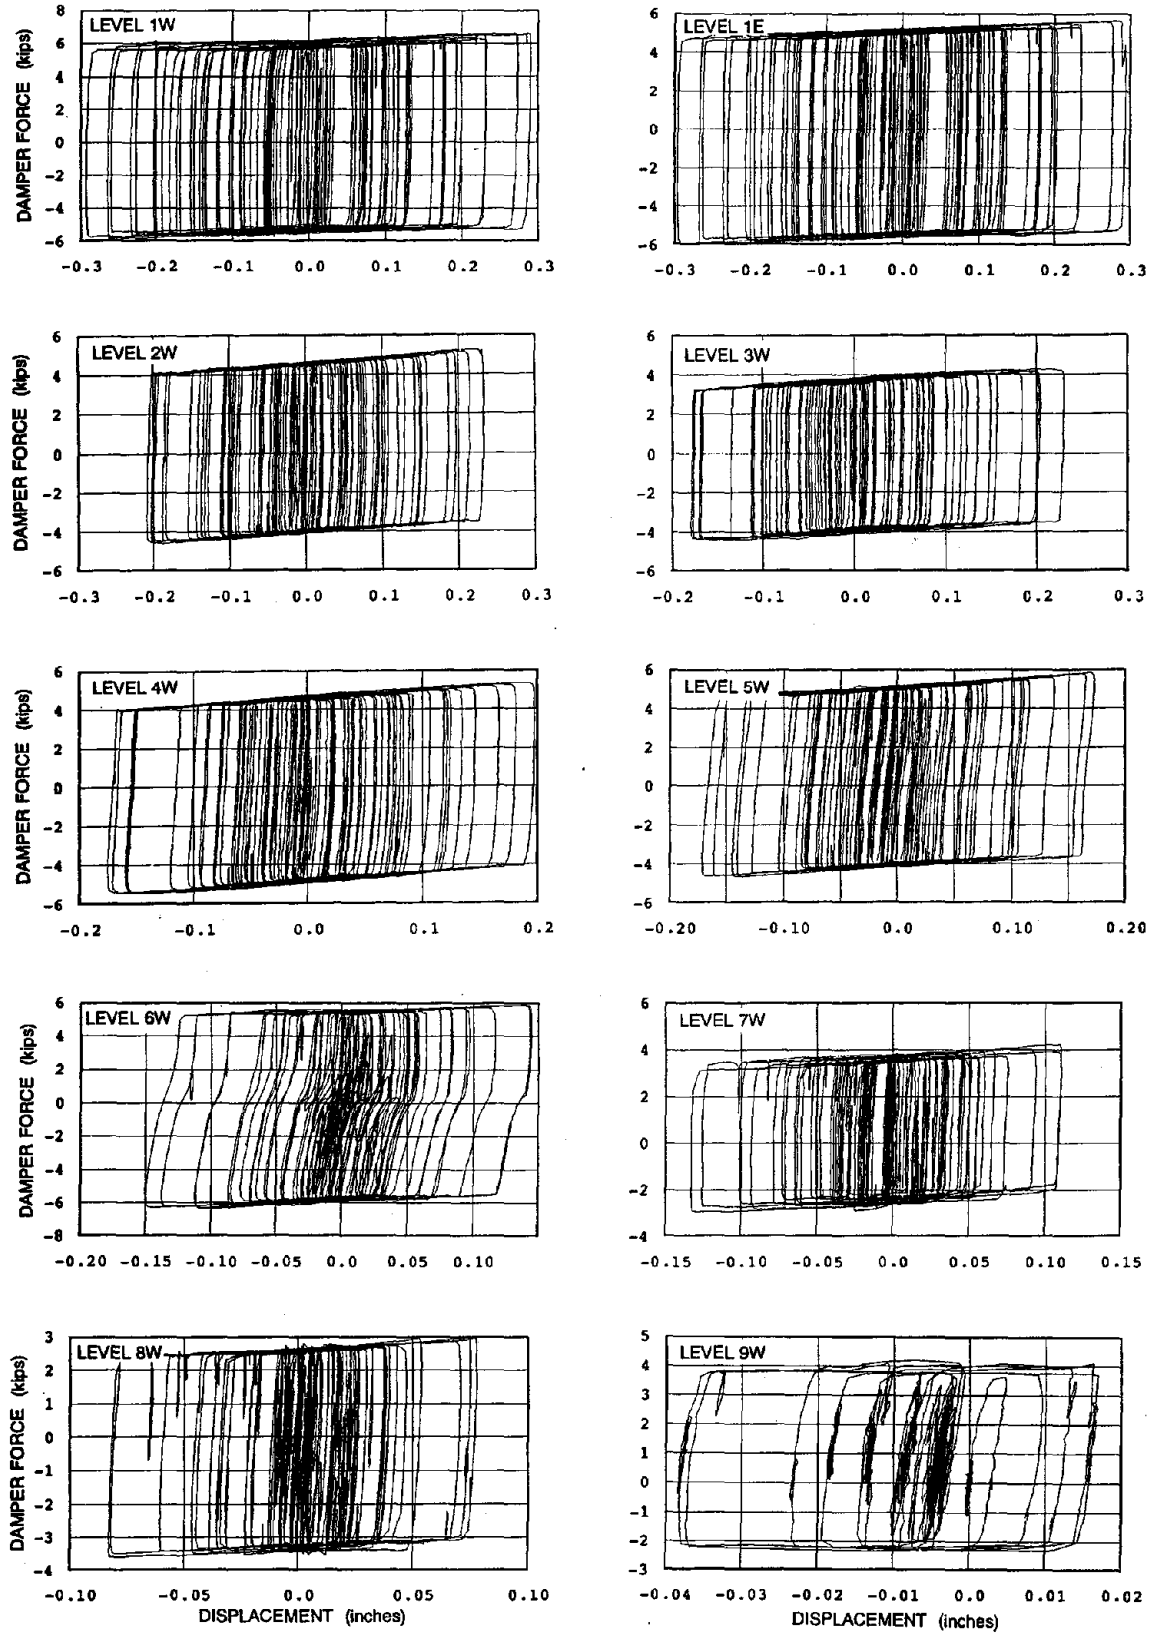 LEVEL 1W
DAMPER FORCE (kips)
8
6
4
2
0
-2
-4
-6
-0.3 -0.2 -0.1 0.0 0.1 0.2 0.3
LEVEL 1E
6
4
2
0
-2
-4
-6
-0.3 -0.2 -0.1 0.0 0.1 0.2 0.3
LEVEL 2W
DAMPER FORCE (kips)
6
4
2
0
-2
-4
-6
-0.3 -0.2 -0.1 0.0 0.1 0.2 0.3
LEVEL 3W
6
4
2
0
-2
-4
-6
-0.2 -0.1 0.0 0.1 0.2 0.3
LEVEL 4W
DAMPER FORCE (kips)
6
4
2
0
-2
-4
-6
-0.2 -0.1 0.0 0.1 0.2
LEVEL 5W
6
4
2
0
-2
-4
-6
-0.20 -0.10 0.0 0.10 0.20
LEVEL 6W
DAMPER FORCE (kips)
6
4
2
0
-2
-4
-6
-8
-0.20 -0.15 -0.10 -0.05 0.0 0.05 0.10
LEVEL 7W
6
4
2
0
-2
-4
-0.15 -0.10 -0.05 0.0 0.05 0.10 0.15
LEVEL 8W
DAMPER FORCE (kips)
3
2
1
0
-1
-2
-3
-4
-0.10 -0.05 0.0 0.05 0.10
DISPLACEMENT (inches)
LEVEL 9W
5
4
3
2
1
0
-1
-2
-3
-0.04 -0.03 -0.02 -0.01 0.0 0.01 0.02
DISPLACEMENT (inches)